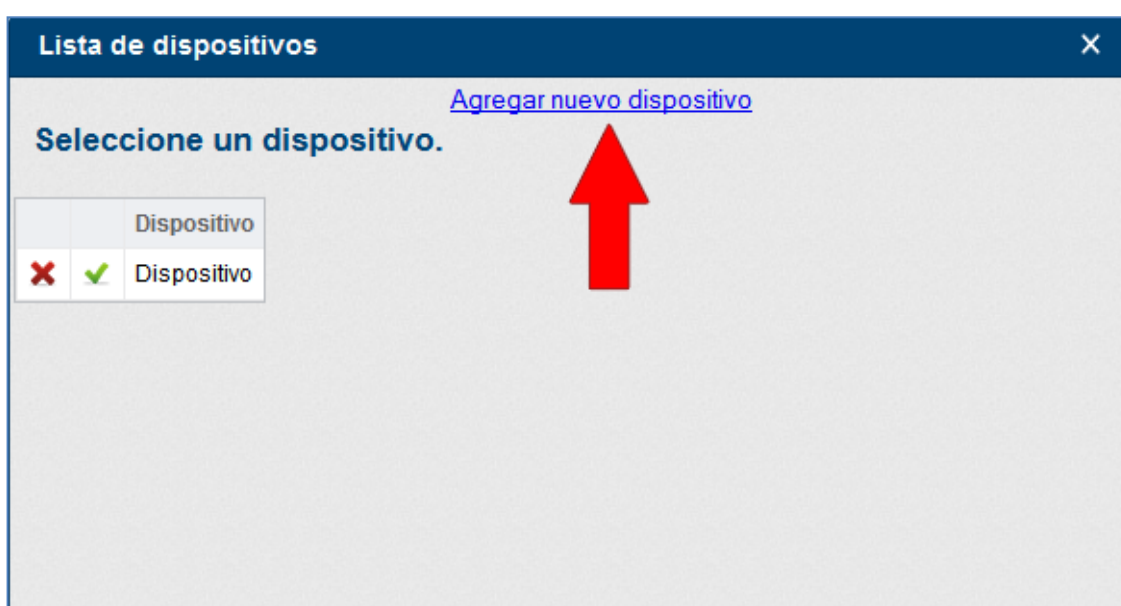 Lista de dispositivos
Agregar nuevo dispositivo
Seleccione un dispositivo.
Dispositivo
Dispositivo